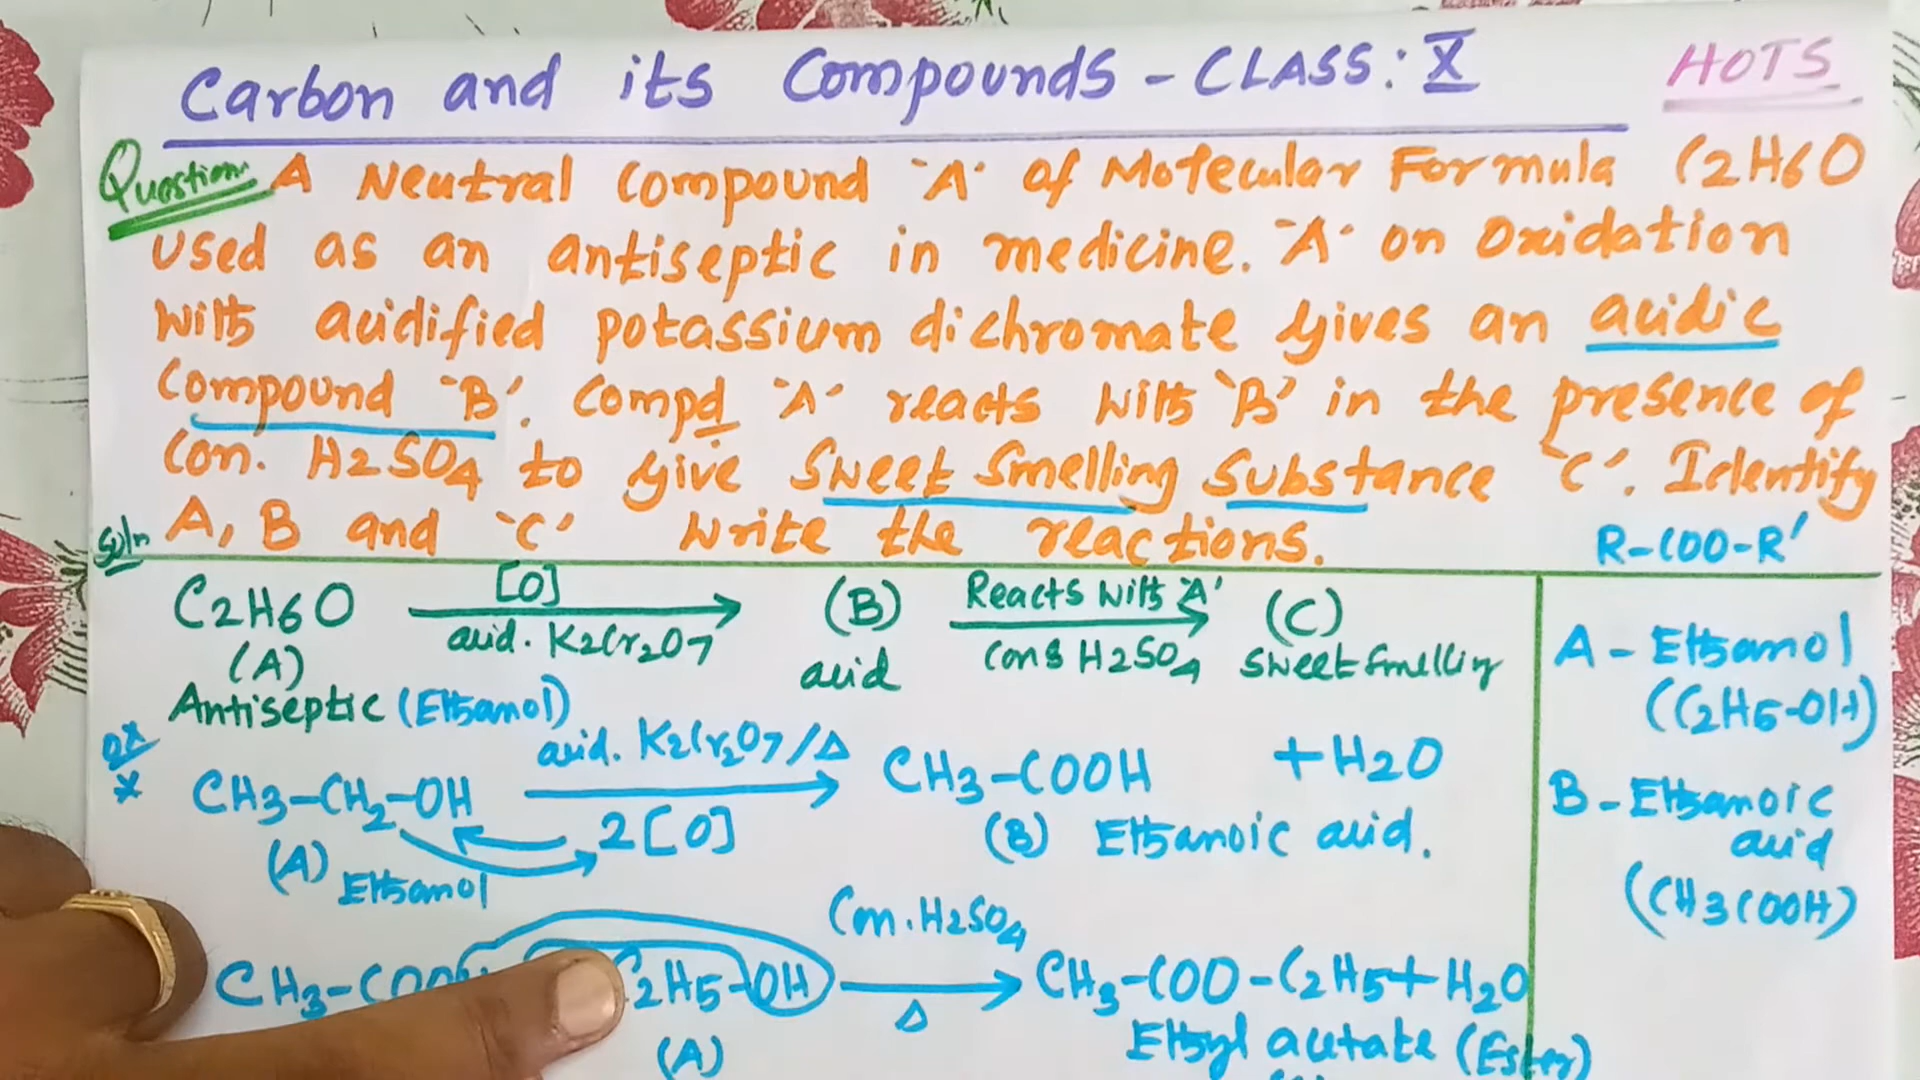 Carbon and its Compounds - CLASS: X
HOTS
Question: A Neutral Compound 'A' of Molecular Formula C2H6O
used as an antiseptic in medicine. 'A' on Oxidation
with acidified potassium dichromate gives an acidic
Compound 'B'. Compd 'A' reacts with 'B' in the presence of
Con. H2SO4 to give Sweet Smelling Substance 'C'. Identify
A, B and 'C' Write the reactions.
R-COO-R'
Soln
C2H6O [O] (B) Reacts with 'A' (C)
(A) acid. K2Cr2O7 acid Conc H2SO4 Sweet Smelling
Antiseptic (Ethanol)
acid. K2Cr2O7/Δ
CH3-CH2-OH CH3-COOH + H2O
2[O]
(A) Ethanol (B) Ethanoic acid.
Con. H2SO4
CH3-COO C2H5-OH CH3-COO-C2H5 + H2O
Δ
(A) Ethyl acetate (Ester)
A - Ethanol
(C2H5-OH)
B - Ethanoic
acid
(CH3COOH)